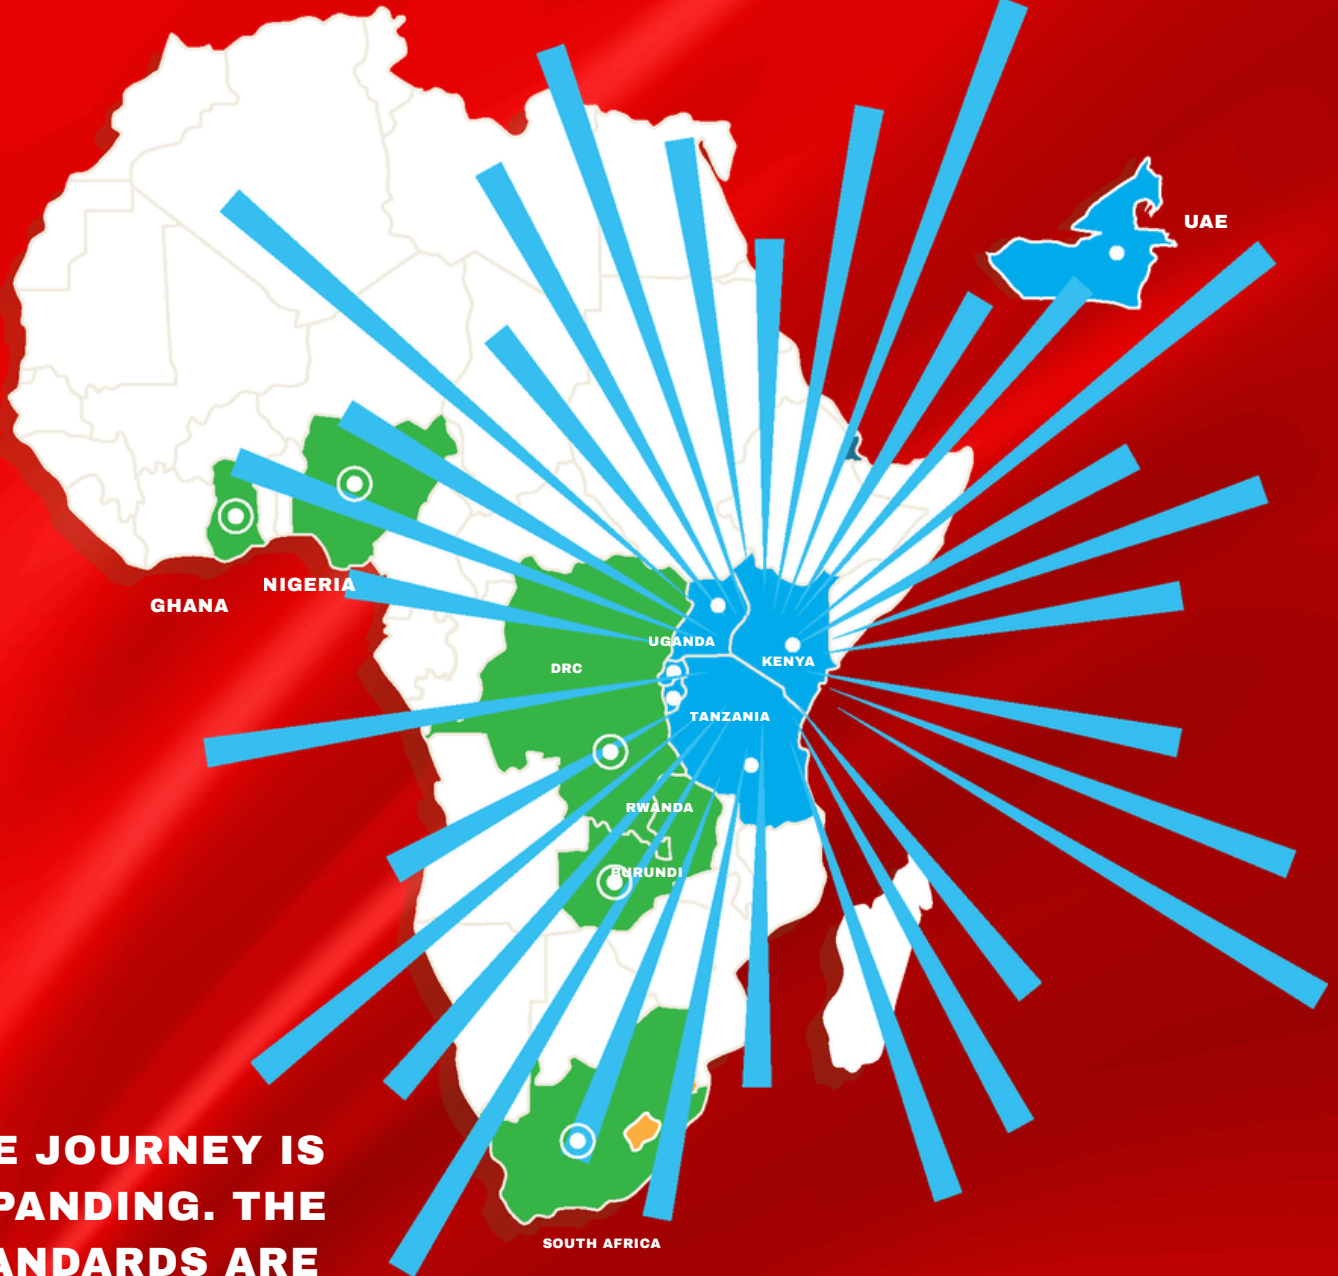 UAE
NIGERIA
GHANA
UGANDA
DRC
KENYA
TANZANIA
RWANDA
BURUNDI
E JOURNEY IS
PANDING. THE
ANDARDS ARE
SOUTH AFRICA